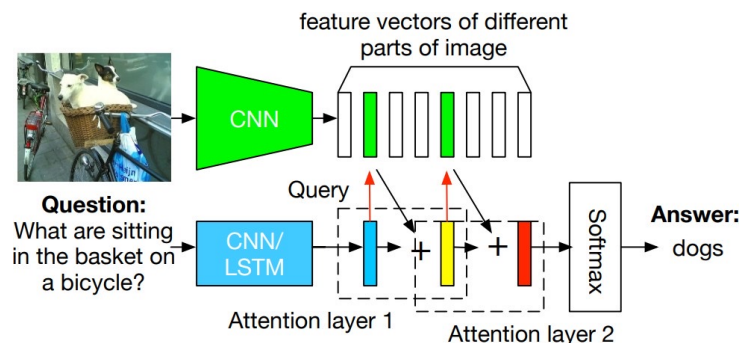 feature vectors of different
parts of image
CNN
Query
Question:
What are sitting
in the basket on
a bicycle?
CNN/
LSTM
+
+
Softmax
Answer:
dogs
Attention layer 1
Attention layer 2